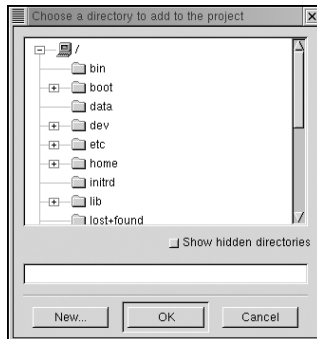 Choose a directory to add to the project
/
bin
boot
data
dev
etc
home
initrd
lib
lost+found
Show hidden directories
New...
OK
Cancel